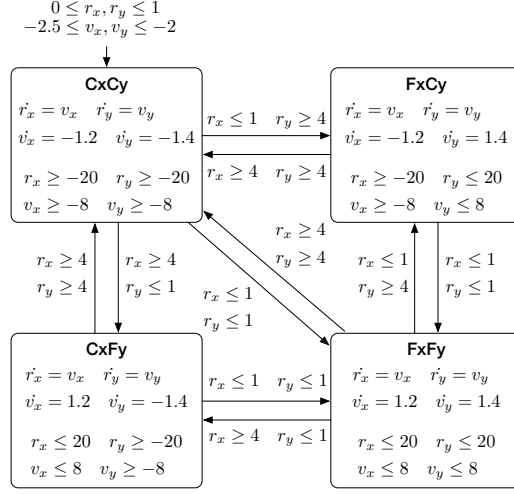 0 ≤ r_x, r_y ≤ 1
−2.5 ≤ v_x, v_y ≤ −2
CxCy
ṙ_x = v_x ṙ_y = v_y
v̇_x = −1.2 v̇_y = −1.4
r_x ≥ −20 r_y ≥ −20
v_x ≥ −8 v_y ≥ −8
r_x ≤ 1 r_y ≥ 4
r_x ≥ 4 r_y ≥ 4
FxCy
ṙ_x = v_x ṙ_y = v_y
v̇_x = −1.2 v̇_y = 1.4
r_x ≥ −20 r_y ≤ 20
v_x ≥ −8 v_y ≤ 8
r_x ≥ 4
r_y ≥ 4
r_x ≥ 4
r_y ≤ 1
r_x ≤ 1
r_y ≤ 1
r_x ≥ 4
r_y ≥ 4
r_x ≤ 1
r_y ≥ 4
r_x ≤ 1
r_y ≤ 1
CxFy
ṙ_x = v_x ṙ_y = v_y
v̇_x = 1.2 v̇_y = −1.4
r_x ≤ 20 r_y ≥ −20
v_x ≤ 8 v_y ≥ −8
r_x ≤ 1 r_y ≤ 1
r_x ≥ 4 r_y ≤ 1
FxFy
ṙ_x = v_x ṙ_y = v_y
v̇_x = 1.2 v̇_y = 1.4
r_x ≤ 20 r_y ≤ 20
v_x ≤ 8 v_y ≤ 8